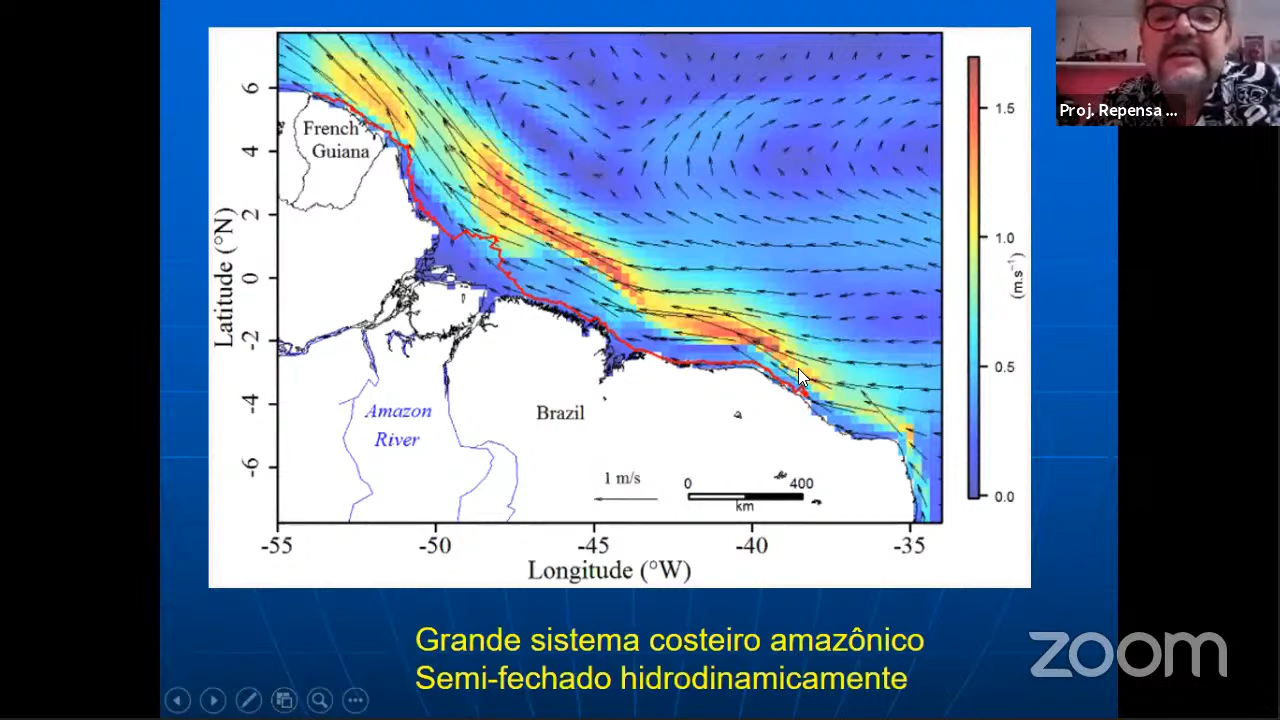 Proj. Repensa ...
6
4
2
0
-2
-4
-6
Latitude (°N)
French
Guiana
Amazon
River
Brazil
1 m/s
0 400
km
-55 -50 -45 -40 -35
Longitude (°W)
1.5
1.0
0.5
0.0
(m.s⁻¹)
Grande sistema costeiro amazônico
Semi-fechado hidrodinamicamente
zoom